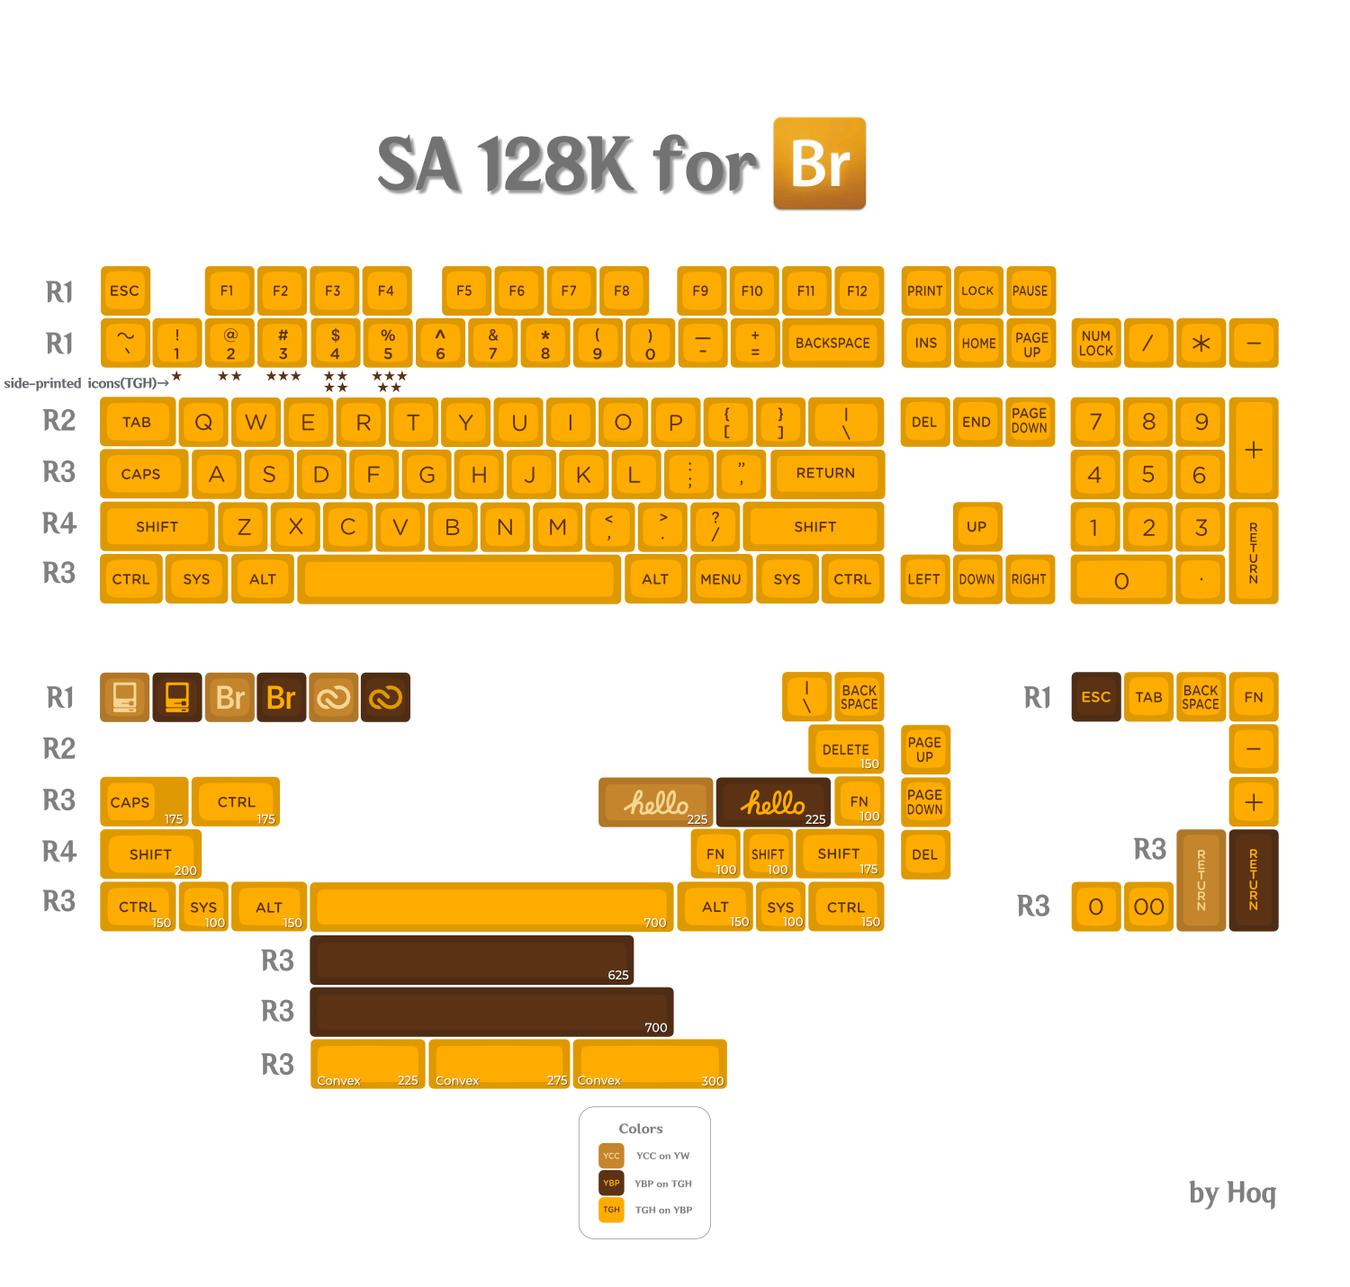 SA 128K for Br
R1 ESC F1 F2 F3 F4 F5 F6 F7 F8 F9 F10 F11 F12 PRINT LOCK PAUSE
R1 ~ ` ! 1 @ 2 # 3 $ 4 % 5 ^ 6 & 7 * 8 ( 9 ) 0 — - + = BACKSPACE INS HOME PAGE UP NUM LOCK / * −
side-printed icons(TGH)→ ★ ★★ ★★★ ★★★★ ★★★★★
R2 TAB Q W E R T Y U I O P { [ } ] | \ DEL END PAGE DOWN 7 8 9 +
R3 CAPS A S D F G H J K L : ; " ' RETURN 4 5 6
R4 SHIFT Z X C V B N M < , > . ? / SHIFT UP 1 2 3 RETURN
R3 CTRL SYS ALT ALT MENU SYS CTRL LEFT DOWN RIGHT 0 .
R1 Br Br | \ BACK SPACE R1 ESC TAB BACK SPACE FN
R2 DELETE 150 PAGE UP −
R3 CAPS 175 CTRL 175 hello 225 hello 225 FN 100 PAGE DOWN +
R4 SHIFT 200 FN 100 SHIFT 100 SHIFT 175 DEL R3 RETURN RETURN
R3 CTRL 150 SYS 100 ALT 150 700 ALT 150 SYS 100 CTRL 150 R3 0 00
R3 625
R3 700
R3 Convex 225 Convex 275 Convex 300
Colors
YCC YCC on YW
YBP YBP on TGH
TGH TGH on YBP
by Hoq